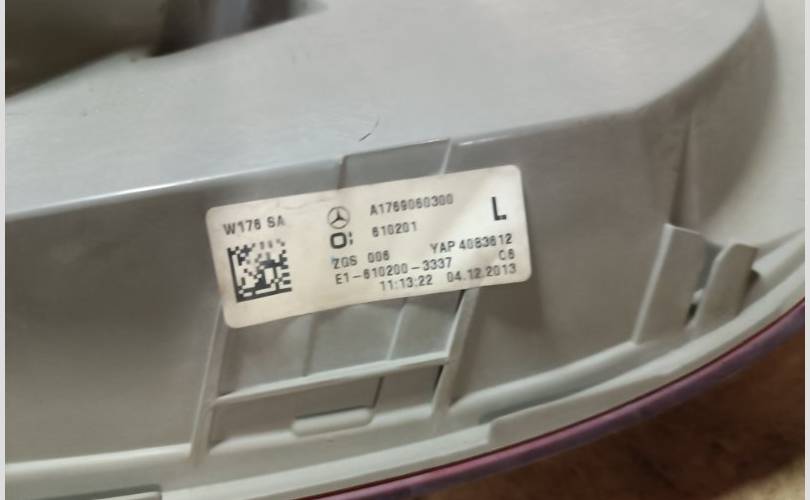 W176 SA
A1769060300
L
610201
ZGS 006 YAP 4083612
E1-610200-3337 C6
11:13:22 04.12.2013